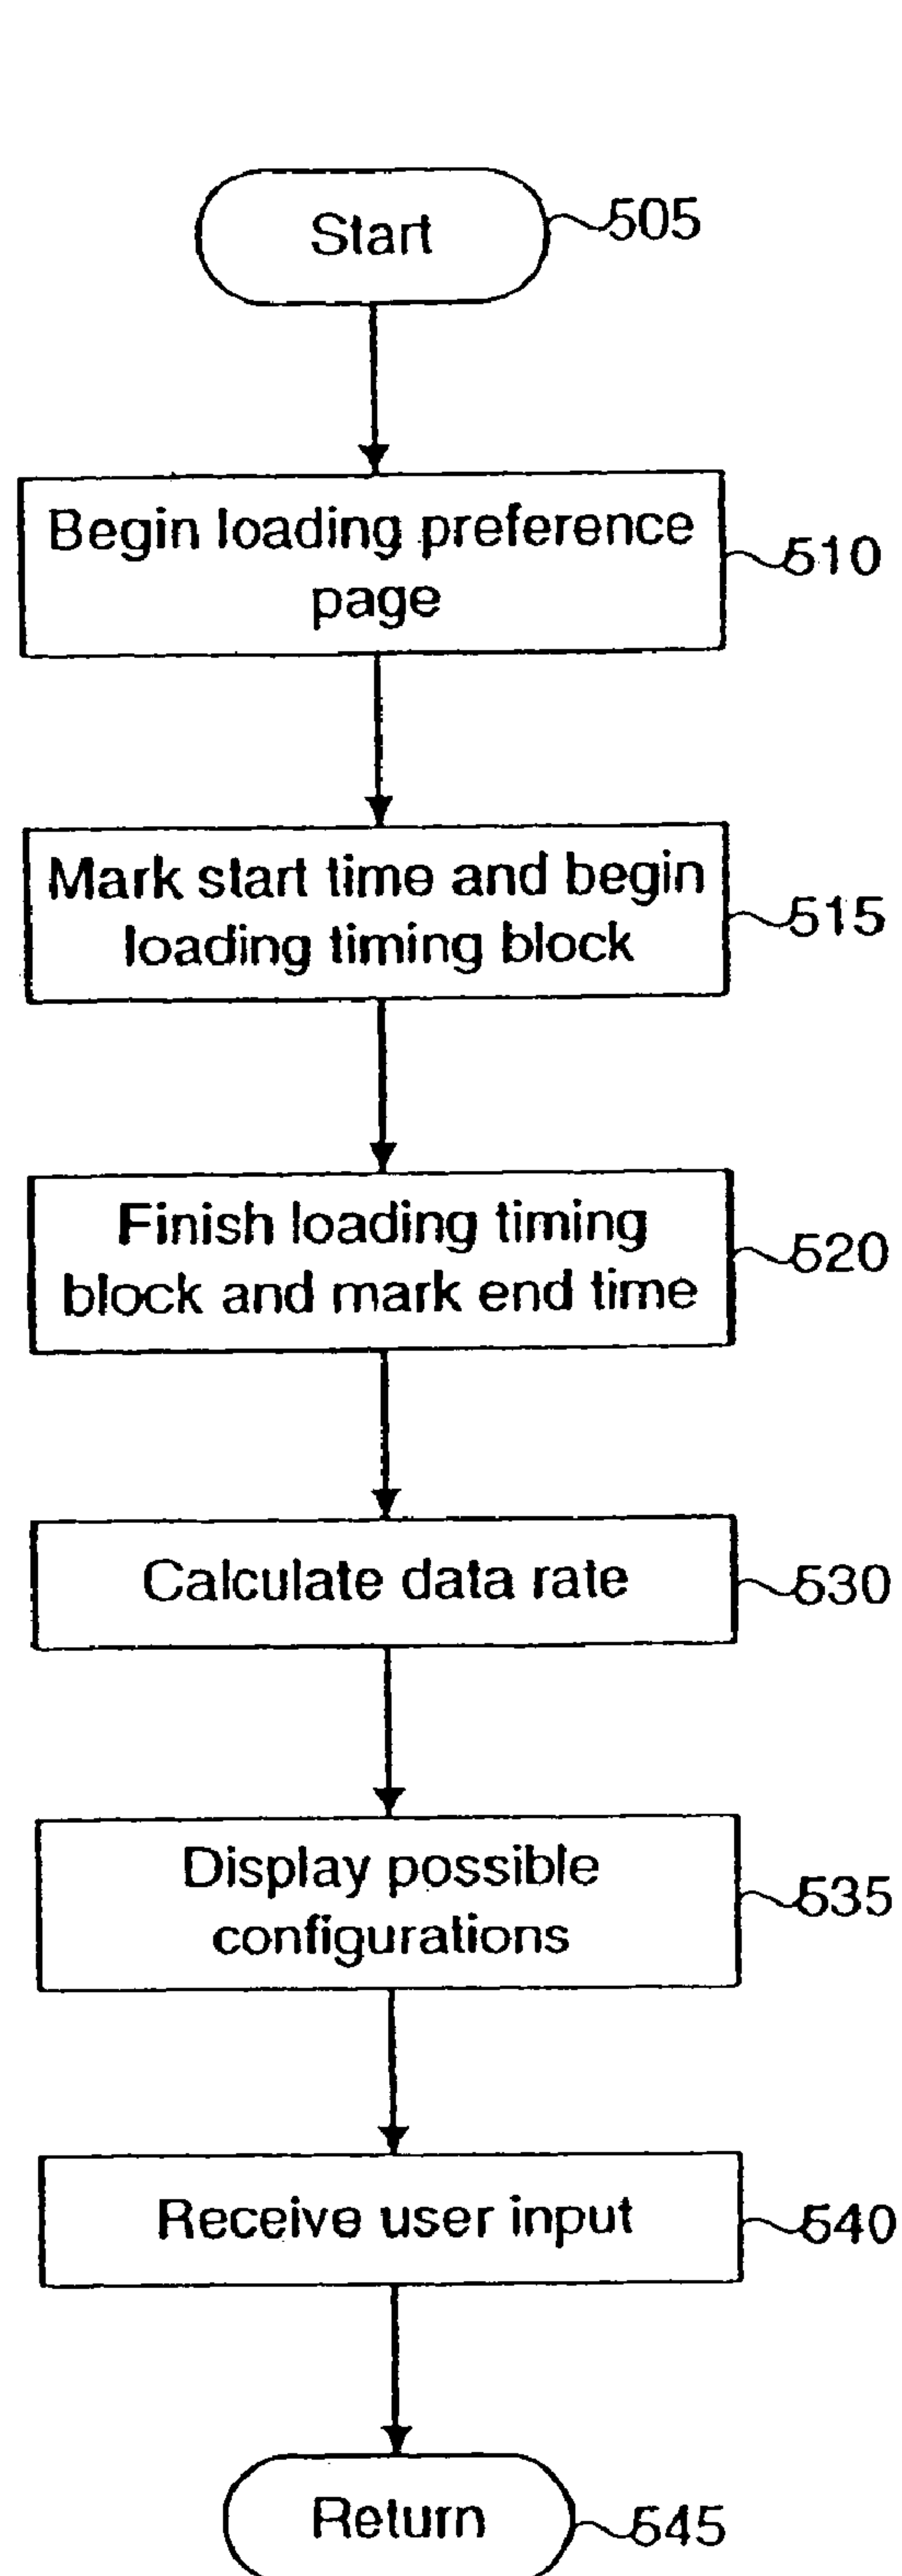 Start
505
Begin loading preference
page
510
Mark start time and begin
loading timing block
515
Finish loading timing
block and mark end time
520
Calculate data rate
530
Display possible
configurations
535
Receive user input
540
Return
545